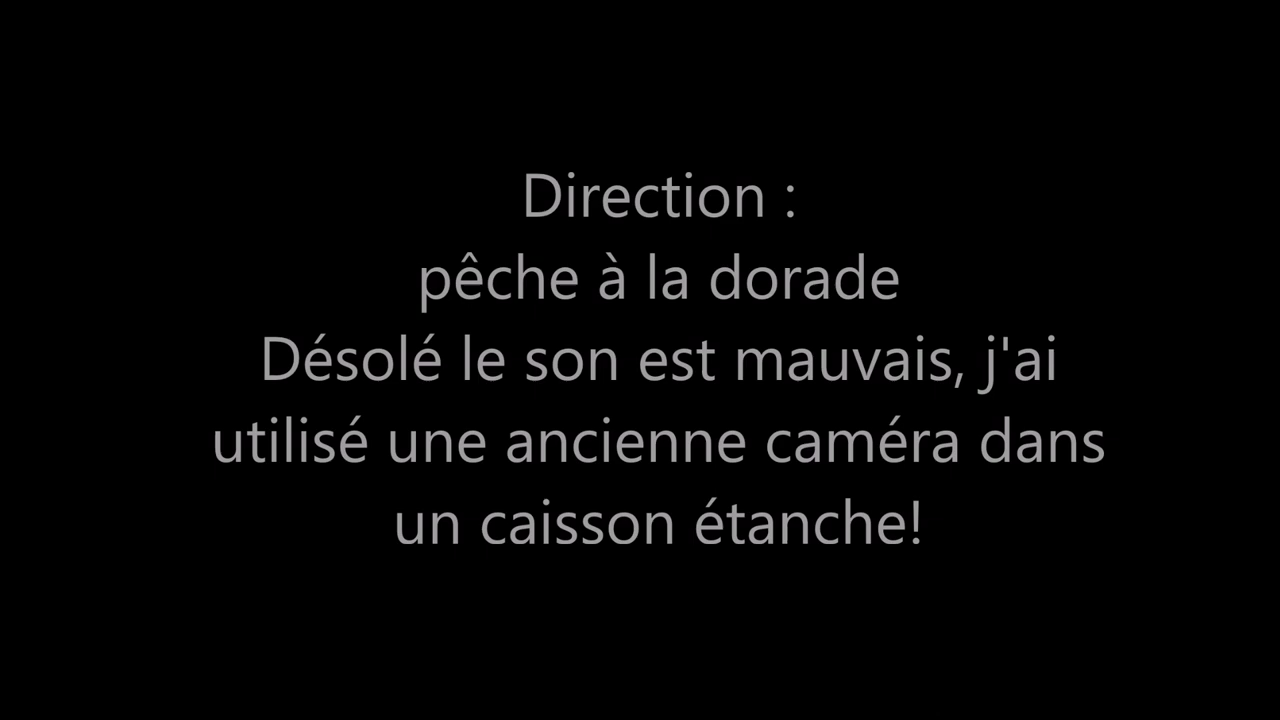 Direction :
pêche à la dorade
Désolé le son est mauvais, j'ai
utilisé une ancienne caméra dans
un caisson étanche!